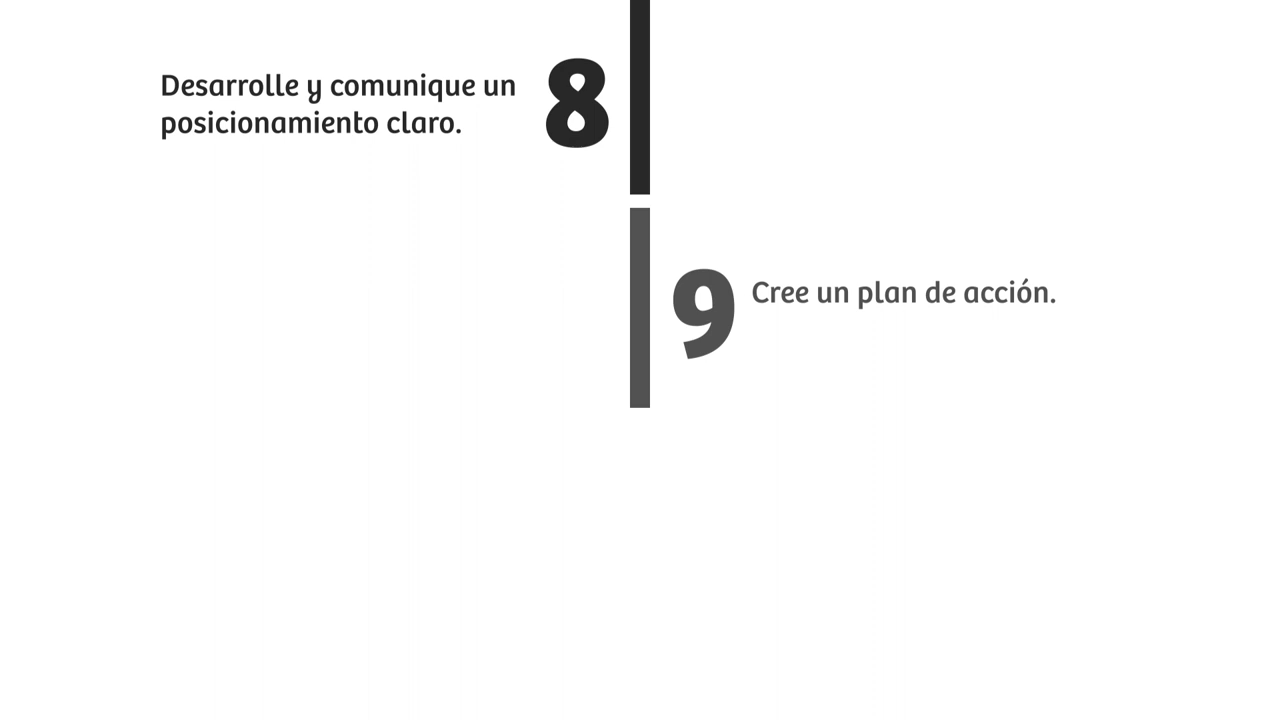 Desarrolle y comunique un
posicionamiento claro.
8
9
Cree un plan de acción.